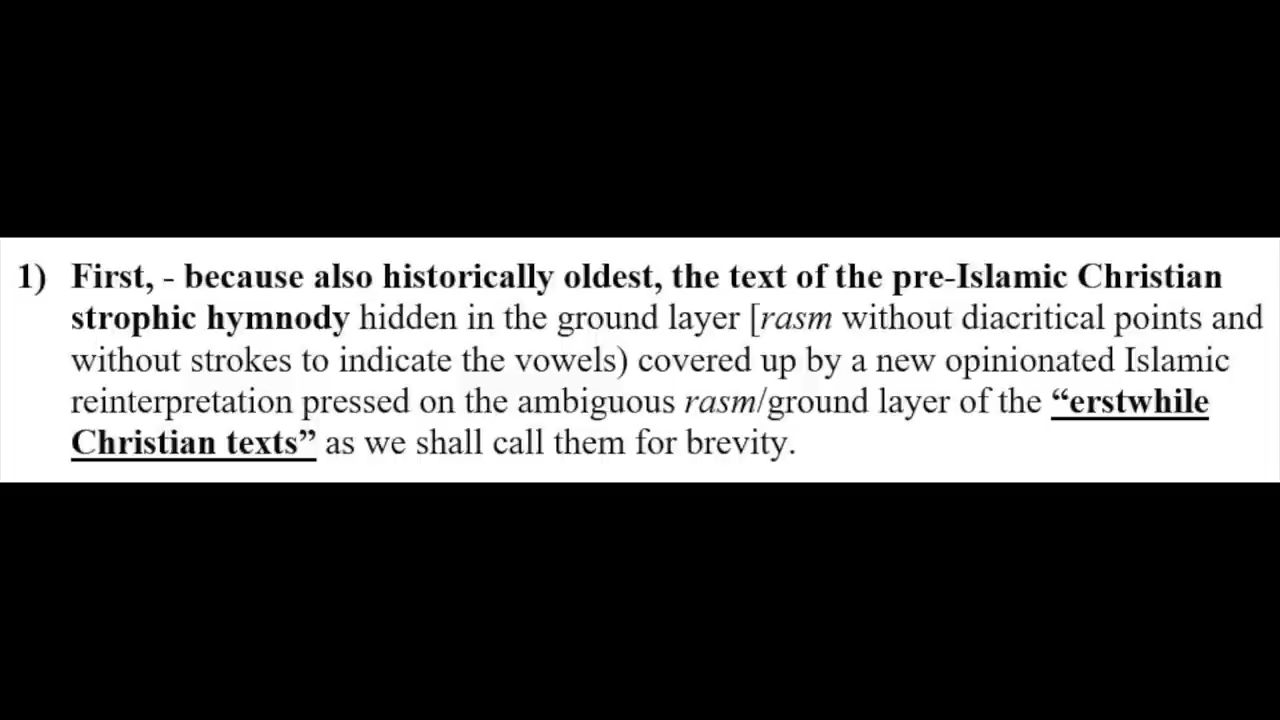 1) First, - because also historically oldest, the text of the pre-Islamic Christian
strophic hymnody hidden in the ground layer [rasm without diacritical points and
without strokes to indicate the vowels) covered up by a new opinionated Islamic
reinterpretation pressed on the ambiguous rasm/ground layer of the “erstwhile
Christian texts” as we shall call them for brevity.